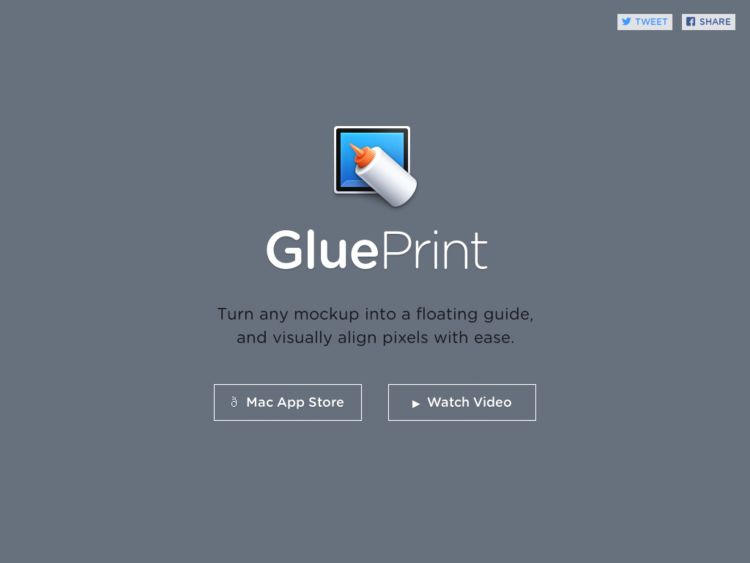 TWEET
SHARE
GluePrint
Turn any mockup into a floating guide,
and visually align pixels with ease.
Mac App Store
▶ Watch Video